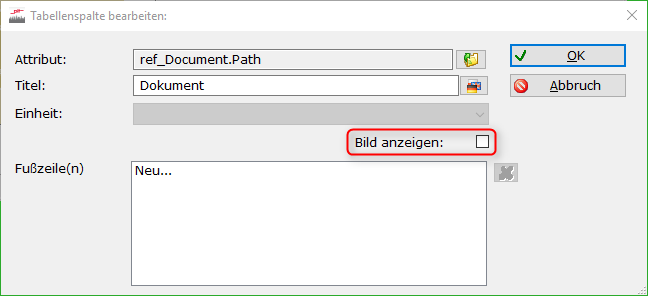 Tabellenspalte bearbeiten:
Attribut: ref_Document.Path OK
Titel: Dokument Abbruch
Einheit:
Bild anzeigen:
Fußzeile(n) Neu...